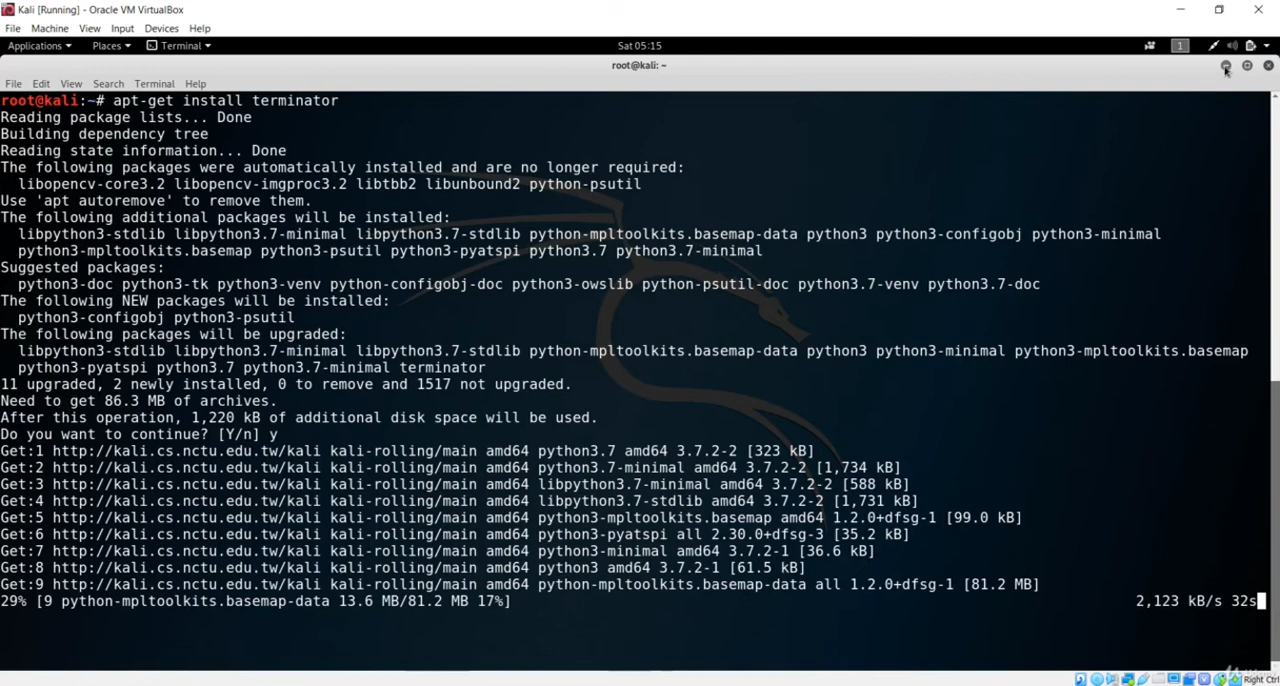 Kali [Running] - Oracle VM VirtualBox
File Machine View Input Devices Help
Applications Places Terminal Sat 05:15 1
root@kali: ~
File Edit View Search Terminal Help
root@kali:~# apt-get install terminator
Reading package lists... Done
Building dependency tree
Reading state information... Done
The following packages were automatically installed and are no longer required:
libopencv-core3.2 libopencv-imgproc3.2 libtbb2 libunbound2 python-psutil
Use 'apt autoremove' to remove them.
The following additional packages will be installed:
libpython3-stdlib libpython3.7-minimal libpython3.7-stdlib python-mpltoolkits.basemap-data python3 python3-configobj python3-minimal
python3-mpltoolkits.basemap python3-psutil python3-pyatspi python3.7 python3.7-minimal
Suggested packages:
python3-doc python3-tk python3-venv python-configobj-doc python3-owslib python-psutil-doc python3.7-venv python3.7-doc
The following NEW packages will be installed:
python3-configobj python3-psutil
The following packages will be upgraded:
libpython3-stdlib libpython3.7-minimal libpython3.7-stdlib python-mpltoolkits.basemap-data python3 python3-minimal python3-mpltoolkits.basemap
python3-pyatspi python3.7 python3.7-minimal terminator
11 upgraded, 2 newly installed, 0 to remove and 1517 not upgraded.
Need to get 86.3 MB of archives.
After this operation, 1,220 kB of additional disk space will be used.
Do you want to continue? [Y/n] y
Get:1 http://kali.cs.nctu.edu.tw/kali kali-rolling/main amd64 python3.7 amd64 3.7.2-2 [323 kB]
Get:2 http://kali.cs.nctu.edu.tw/kali kali-rolling/main amd64 python3.7-minimal amd64 3.7.2-2 [1,734 kB]
Get:3 http://kali.cs.nctu.edu.tw/kali kali-rolling/main amd64 libpython3.7-minimal amd64 3.7.2-2 [588 kB]
Get:4 http://kali.cs.nctu.edu.tw/kali kali-rolling/main amd64 libpython3.7-stdlib amd64 3.7.2-2 [1,731 kB]
Get:5 http://kali.cs.nctu.edu.tw/kali kali-rolling/main amd64 python3-mpltoolkits.basemap amd64 1.2.0+dfsg-1 [99.0 kB]
Get:6 http://kali.cs.nctu.edu.tw/kali kali-rolling/main amd64 python3-pyatspi all 2.30.0+dfsg-3 [35.2 kB]
Get:7 http://kali.cs.nctu.edu.tw/kali kali-rolling/main amd64 python3-minimal amd64 3.7.2-1 [36.6 kB]
Get:8 http://kali.cs.nctu.edu.tw/kali kali-rolling/main amd64 python3 amd64 3.7.2-1 [61.5 kB]
Get:9 http://kali.cs.nctu.edu.tw/kali kali-rolling/main amd64 python-mpltoolkits.basemap-data all 1.2.0+dfsg-1 [81.2 MB]
29% [9 python-mpltoolkits.basemap-data 13.6 MB/81.2 MB 17%] 2,123 kB/s 32s
Right Ctrl